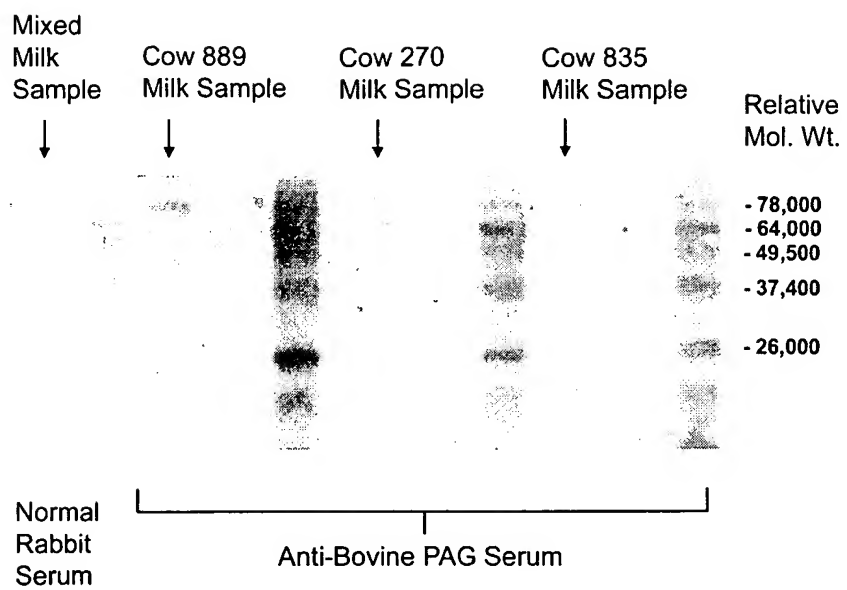 Mixed
Milk
Sample
Cow 889
Milk Sample
Cow 270
Milk Sample
Cow 835
Milk Sample
Relative
Mol. Wt.
- 78,000
- 64,000
- 49,500
- 37,400
- 26,000
Normal
Rabbit
Serum
Anti-Bovine PAG Serum